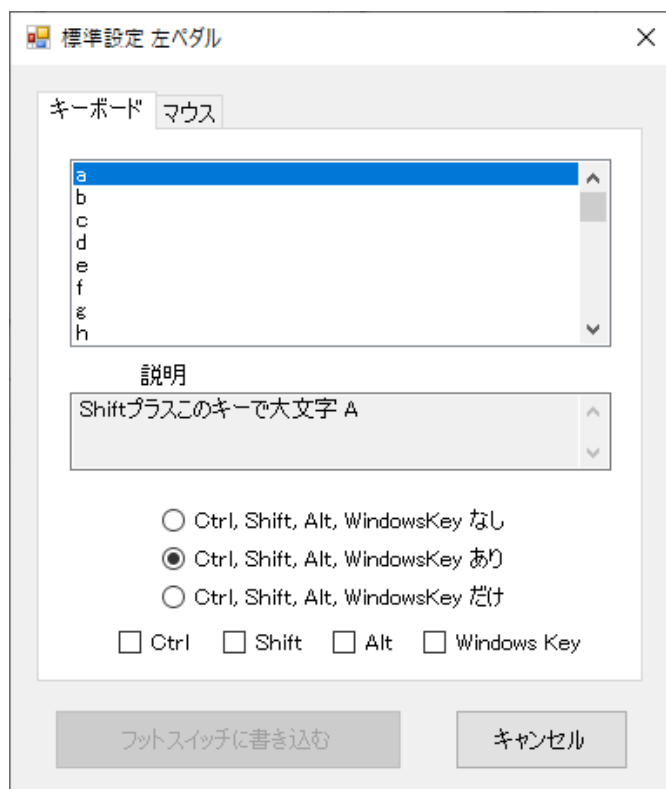 標準設定 左ペダル
キーボード マウス
a
b
c
d
e
f
g
h
説明
Shiftプラスこのキーで大文字 A
Ctrl, Shift, Alt, WindowsKey なし
Ctrl, Shift, Alt, WindowsKey あり
Ctrl, Shift, Alt, WindowsKey だけ
Ctrl Shift Alt Windows Key
フットスイッチに書き込む キャンセル